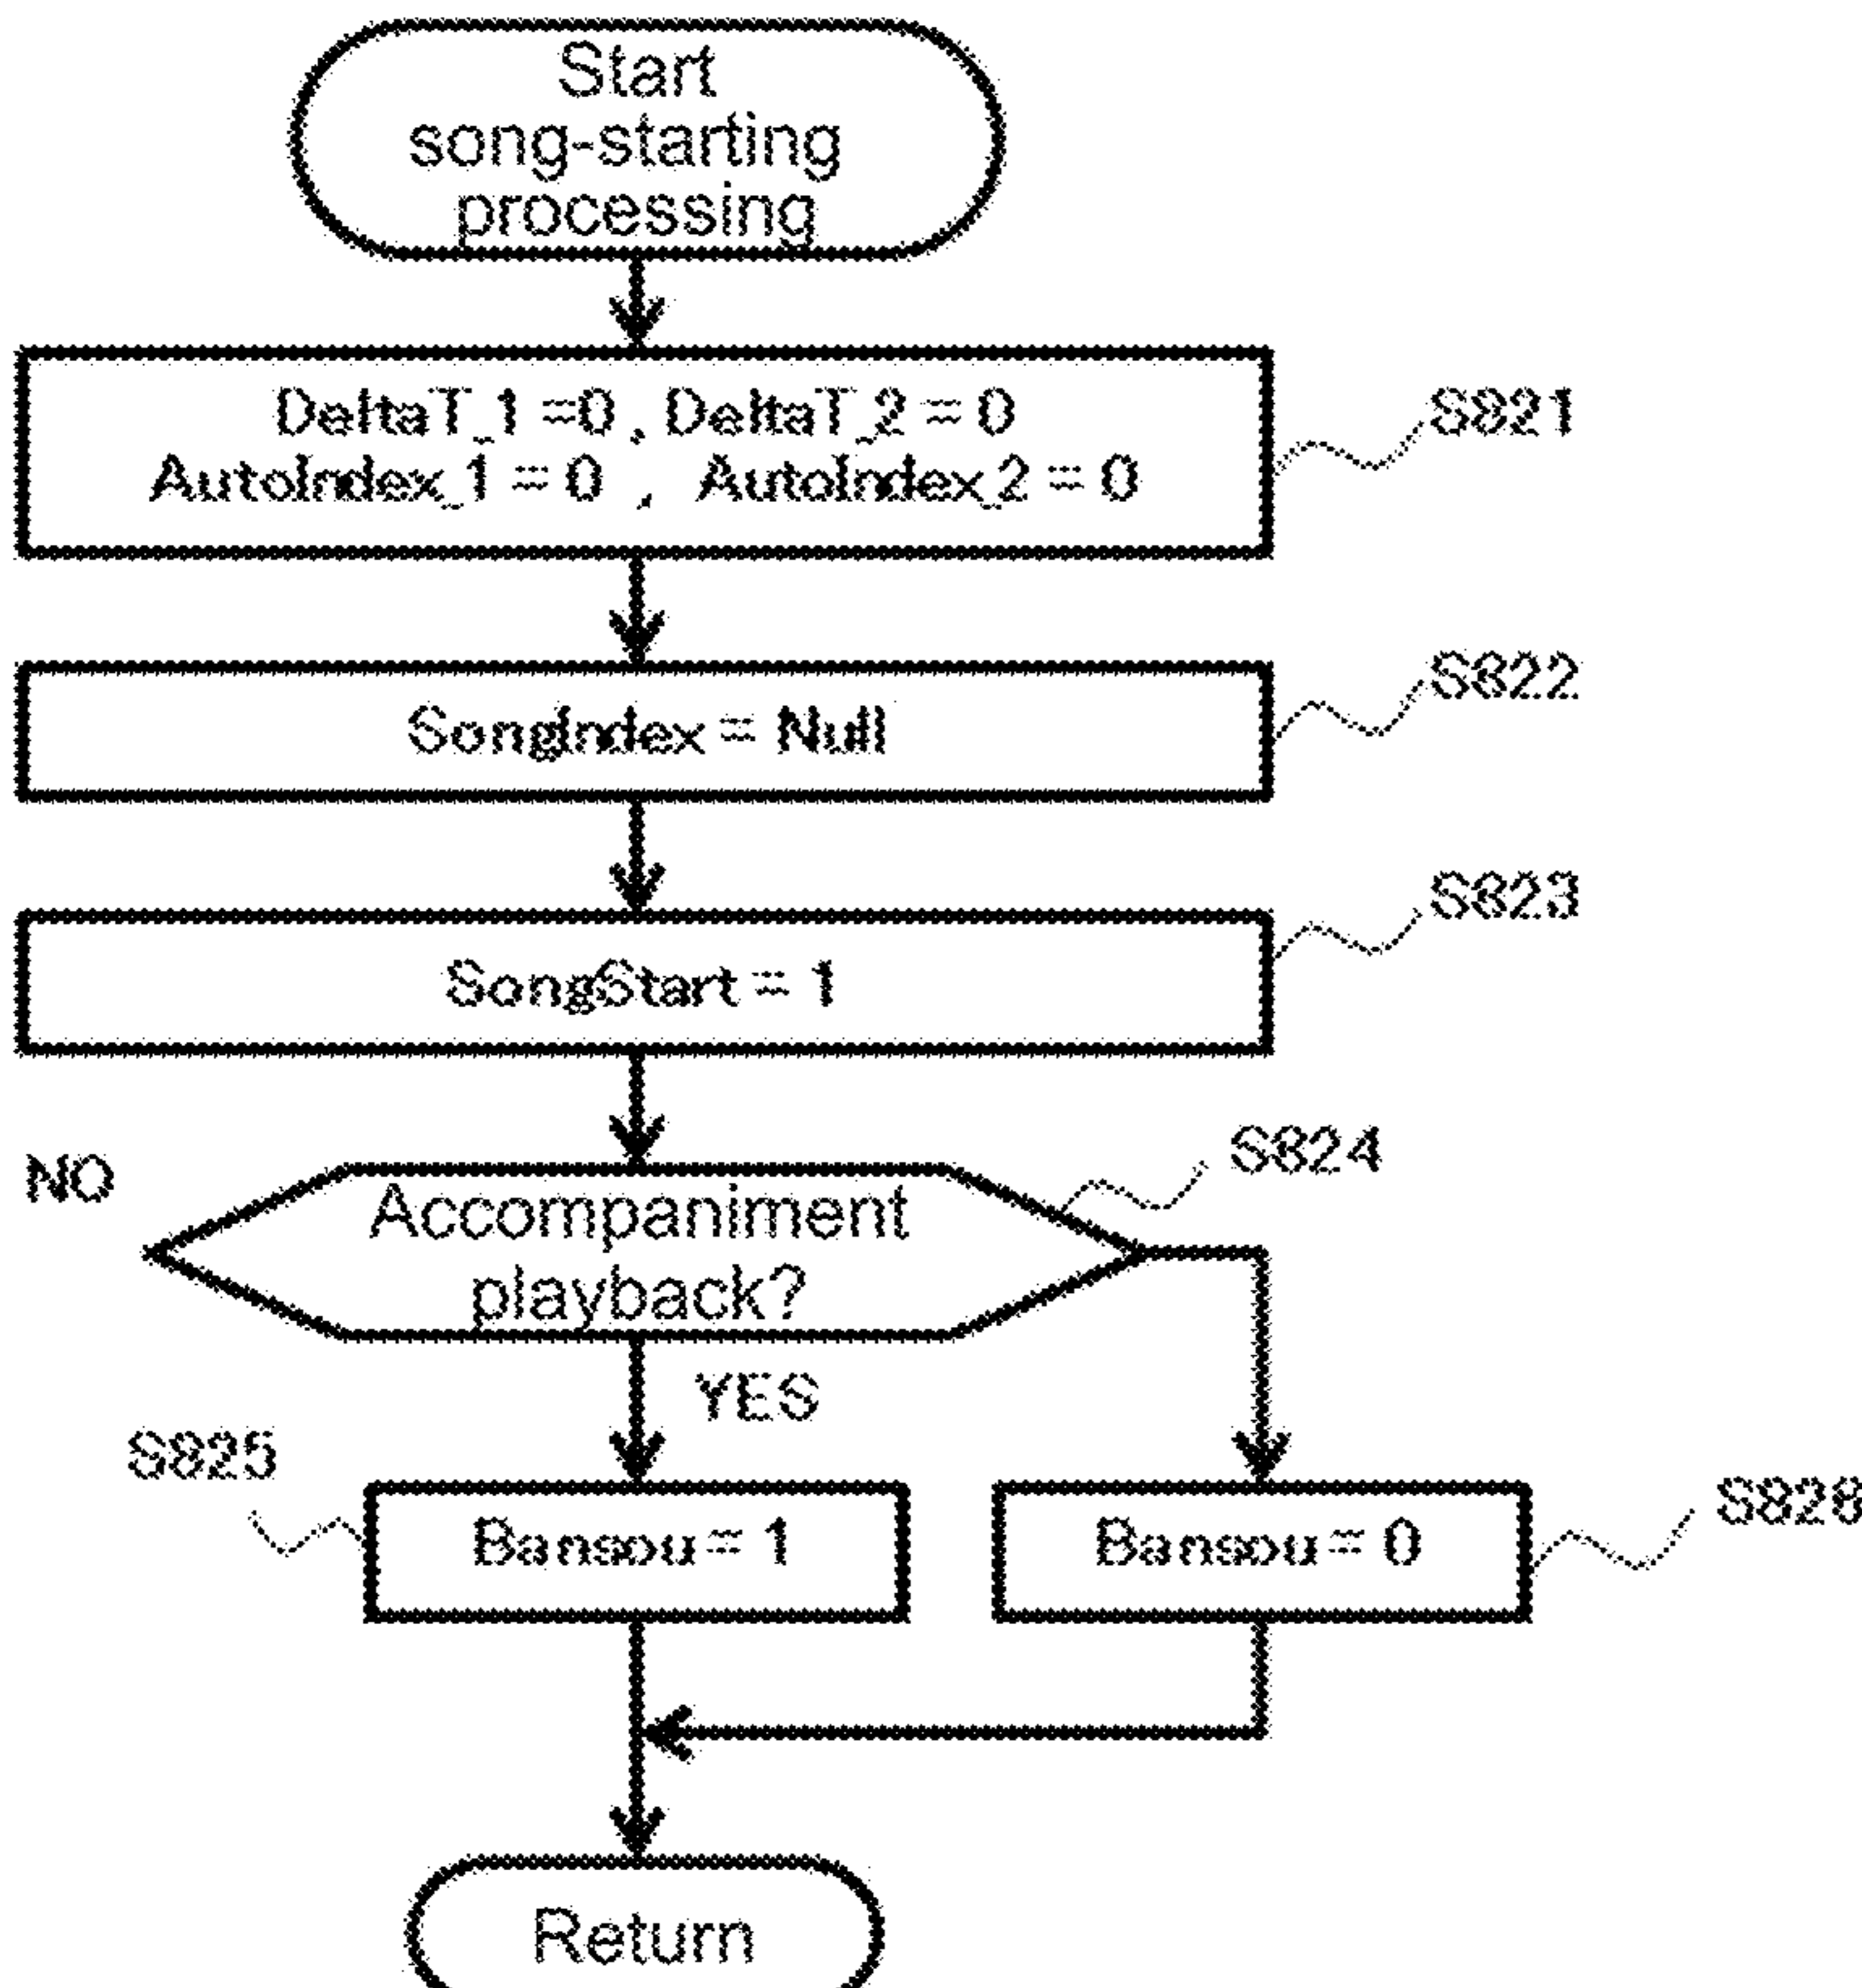 Start
song-starting
processing
DeltaT_1 =0 , DeltaT_2 = 0
AutoIndex_1 = 0 , AutoIndex_2 = 0
S821
SongIndex = Null
S822
SongStart = 1
S823
NO
Accompaniment
playback?
S824
YES
S825
Bansou = 1
Bansou = 0
S826
Return